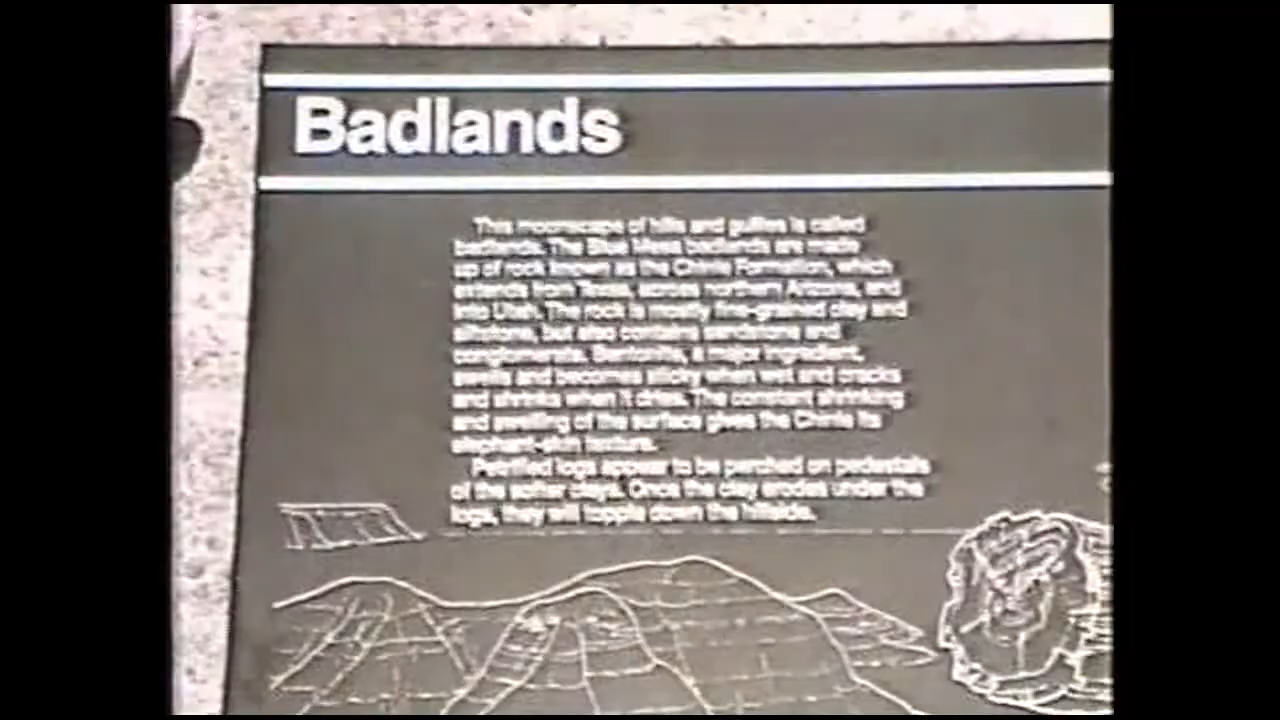 Badlands
This moonscape of hills and gullies is called
badlands. The Blue Mesa badlands are made
up of rock known as the Chinle Formation, which
extends from Texas, across northern Arizona, and
into Utah. The rock is mostly fine-grained clay and
siltstone, but also contains sandstone and
conglomerate. Bentonite, a major ingredient,
swells and becomes sticky when wet and cracks
and shrinks when it dries. The constant shrinking
and swelling of the surface gives the Chinle its
elephant-skin texture.
Petrified logs appear to be perched on pedestals
of the softer clays. Once the clay erodes under the
logs, they will topple down the hillside.